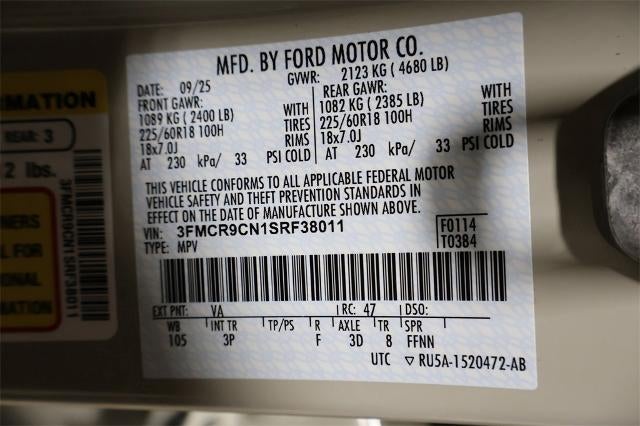 MFD. BY FORD MOTOR CO.
DATE: 09/25 GVWR: 2123 KG ( 4680 LB)
FRONT GAWR: REAR GAWR:
1089 KG ( 2400 LB) WITH 1082 KG ( 2385 LB) WITH
225/60R18 100H TIRES 225/60R18 100H TIRES
18x7.0J RIMS 18x7.0J RIMS
AT 230 kPa/ 33 PSI COLD AT 230 kPa/ 33 PSI COLD
THIS VEHICLE CONFORMS TO ALL APPLICABLE FEDERAL MOTOR
VEHICLE SAFETY AND THEFT PREVENTION STANDARDS IN
EFFECT ON THE DATE OF MANUFACTURE SHOWN ABOVE.
VIN: 3FMCR9CN1SRF38011 F0114
TYPE: MPV T0384
EXT PNT: VA RC: 47 DSO:
WB INT TR TP/PS R AXLE TR SPR
105 3P F 3D 8 FFNN
UTC ▽ RU5A-1520472-AB
ORMATION
REAR: 3
2 lbs.
3FMCR9CN1SRF38011
NERS
L FOR
IONAL
ATION